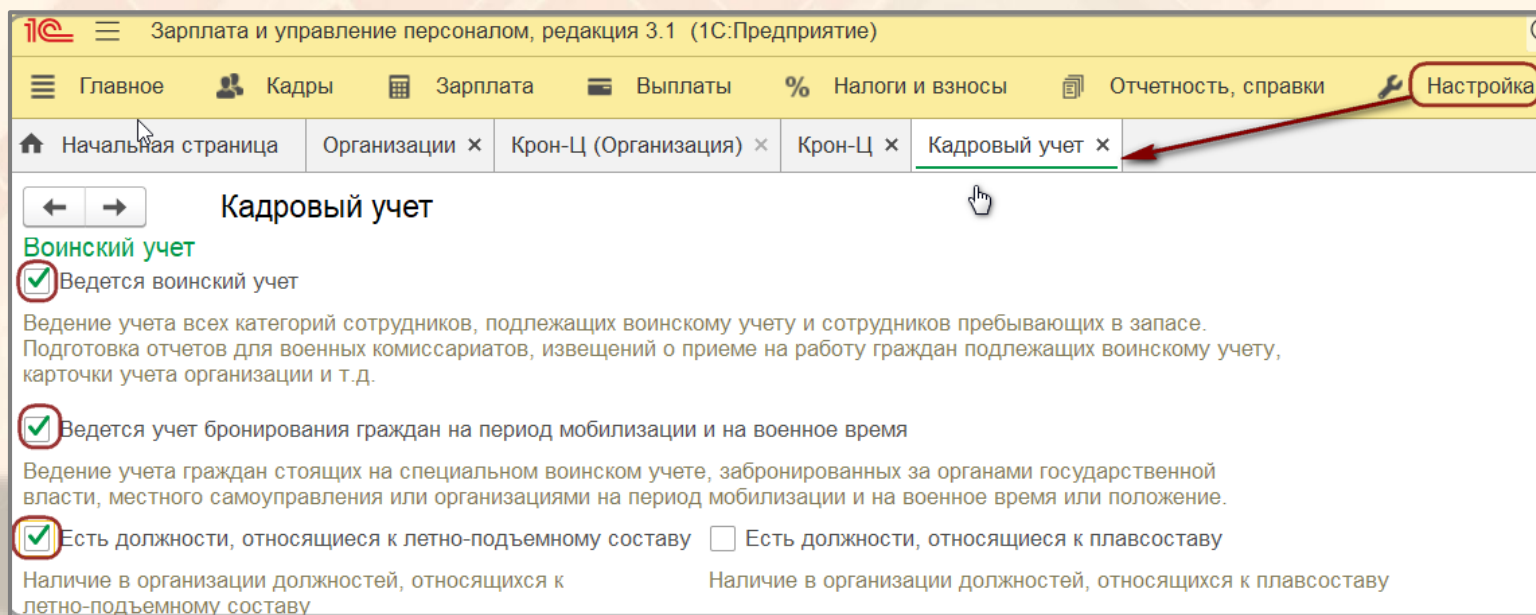 1С Зарплата и управление персоналом, редакция 3.1 (1С:Предприятие)
Главное Кадры Зарплата Выплаты % Налоги и взносы Отчетность, справки Настройка
Начальная страница Организации × Крон-Ц (Организация) × Крон-Ц × Кадровый учет ×
Кадровый учет
Воинский учет
Ведется воинский учет
Ведение учета всех категорий сотрудников, подлежащих воинскому учету и сотрудников пребывающих в запасе.
Подготовка отчетов для военных комиссариатов, извещений о приеме на работу граждан подлежащих воинскому учету,
карточки учета организации и т.д.
Ведется учет бронирования граждан на период мобилизации и на военное время
Ведение учета граждан стоящих на специальном воинском учете, забронированных за органами государственной
власти, местного самоуправления или организациями на период мобилизации и на военное время или положение.
Есть должности, относящиеся к летно-подъемному составу Есть должности, относящиеся к плавсоставу
Наличие в организации должностей, относящихся к Наличие в организации должностей, относящихся к плавсоставу
летно-подъемному составу